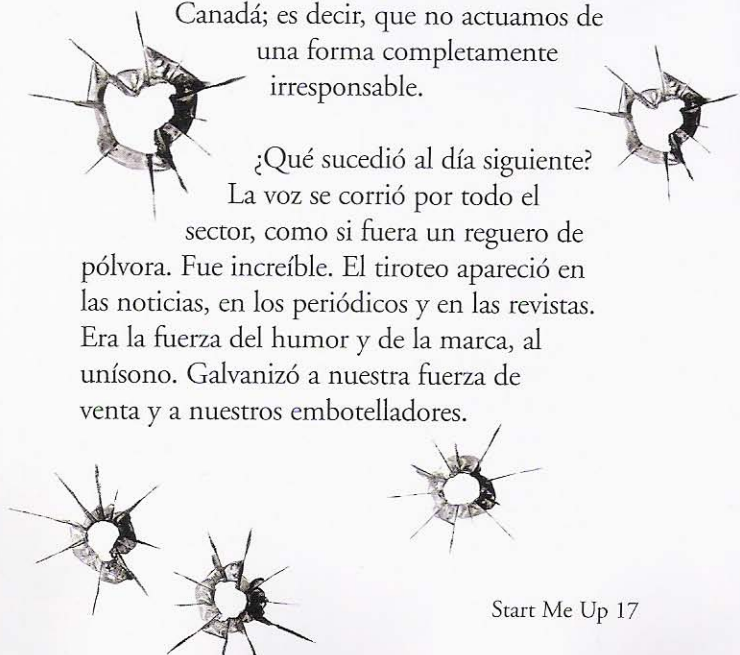 Canadá; es decir, que no actuamos de
una forma completamente
irresponsable.
¿Qué sucedió al día siguiente?
La voz se corrió por todo el
sector, como si fuera un reguero de
pólvora. Fue increíble. El tiroteo apareció en
las noticias, en los periódicos y en las revistas.
Era la fuerza del humor y de la marca, al
unísono. Galvanizó a nuestra fuerza de
venta y a nuestros embotelladores.
Start Me Up 17